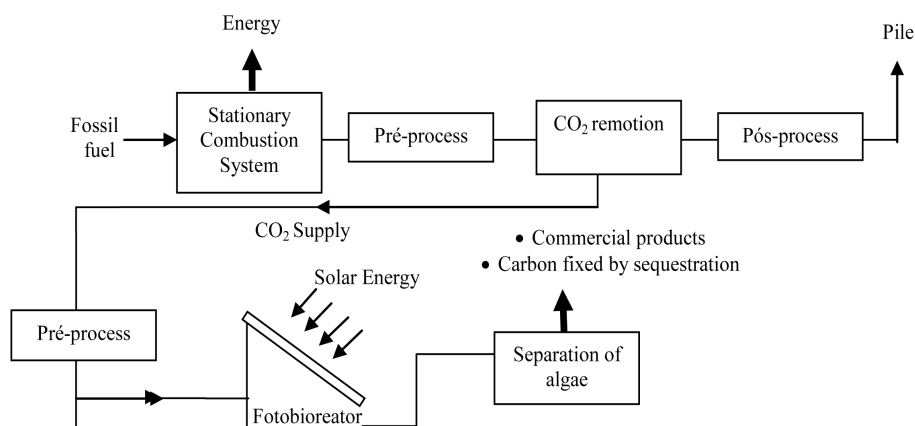 Energy
Pile
Fossil
fuel
Stationary
Combustion
System
Pré-process
CO₂ remotion
Pós-process
CO₂ Supply
• Commercial products
• Carbon fixed by sequestration
Solar Energy
Pré-process
Separation of
algae
Fotobioreator